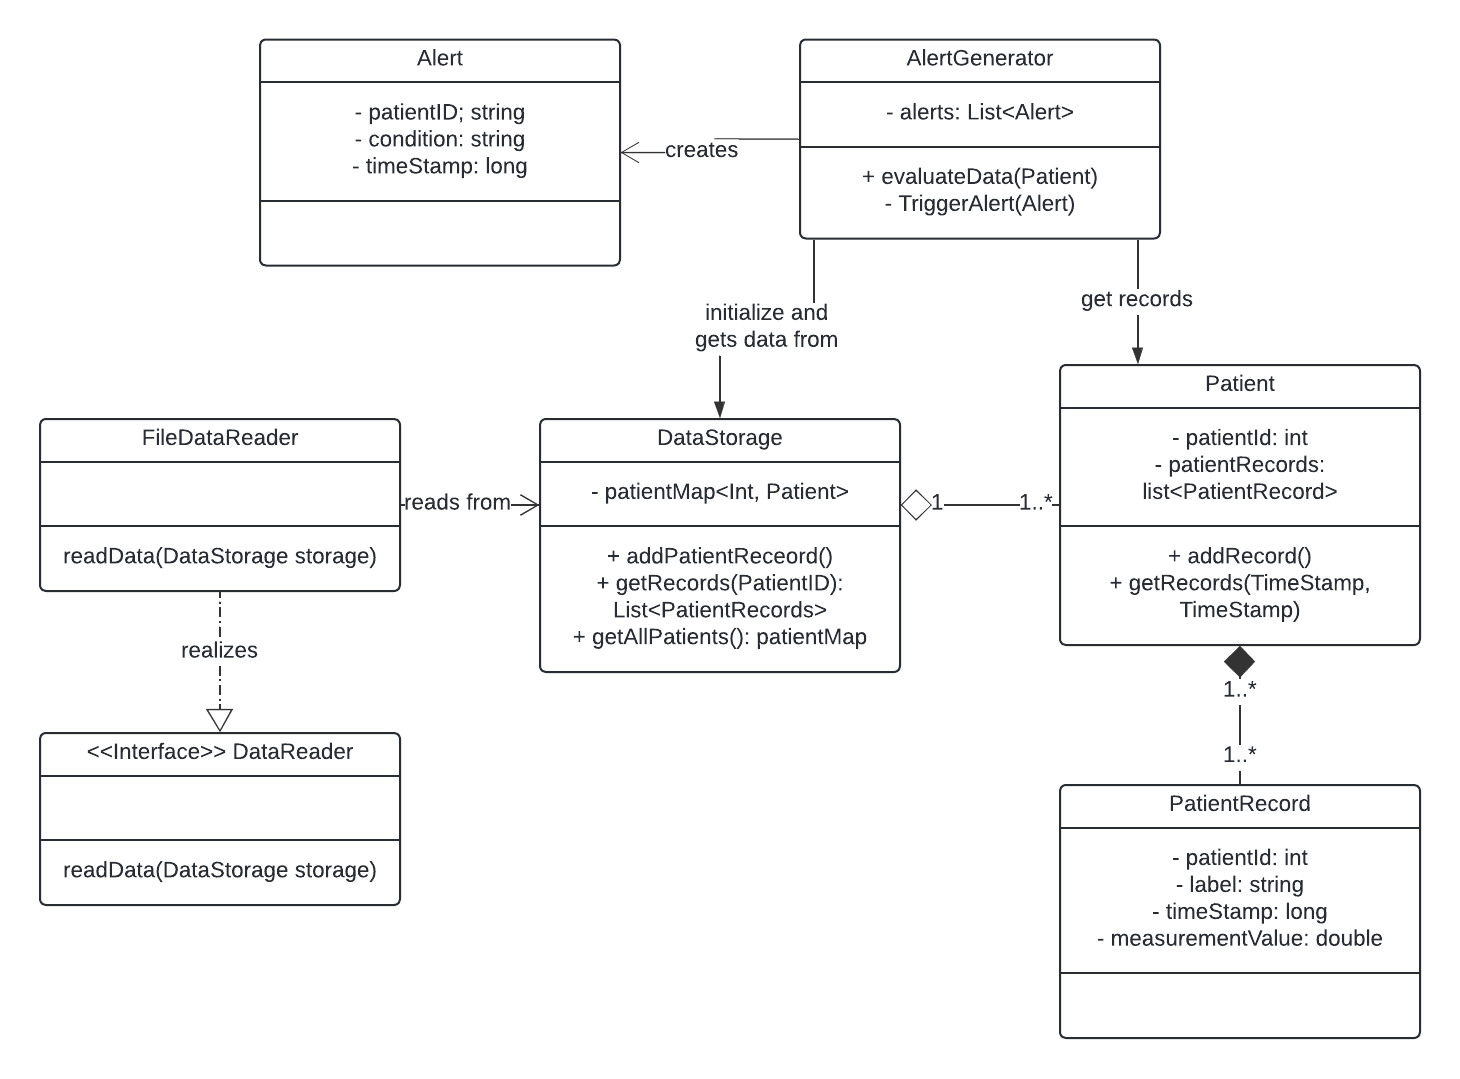 Alert
- patientID; string
- condition: string
- timeStamp: long
creates
AlertGenerator
- alerts: List<Alert>
+ evaluateData(Patient)
- TriggerAlert(Alert)
initialize and
gets data from
get records
FileDataReader
readData(DataStorage storage)
reads from
DataStorage
- patientMap<Int, Patient>
+ addPatientReceord()
+ getRecords(PatientID):
List<PatientRecords>
+ getAllPatients(): patientMap
1
1..*
Patient
- patientId: int
- patientRecords:
list<PatientRecord>
+ addRecord()
+ getRecords(TimeStamp,
TimeStamp)
realizes
<<Interface>> DataReader
readData(DataStorage storage)
1..*
1..*
PatientRecord
- patientId: int
- label: string
- timeStamp: long
- measurementValue: double